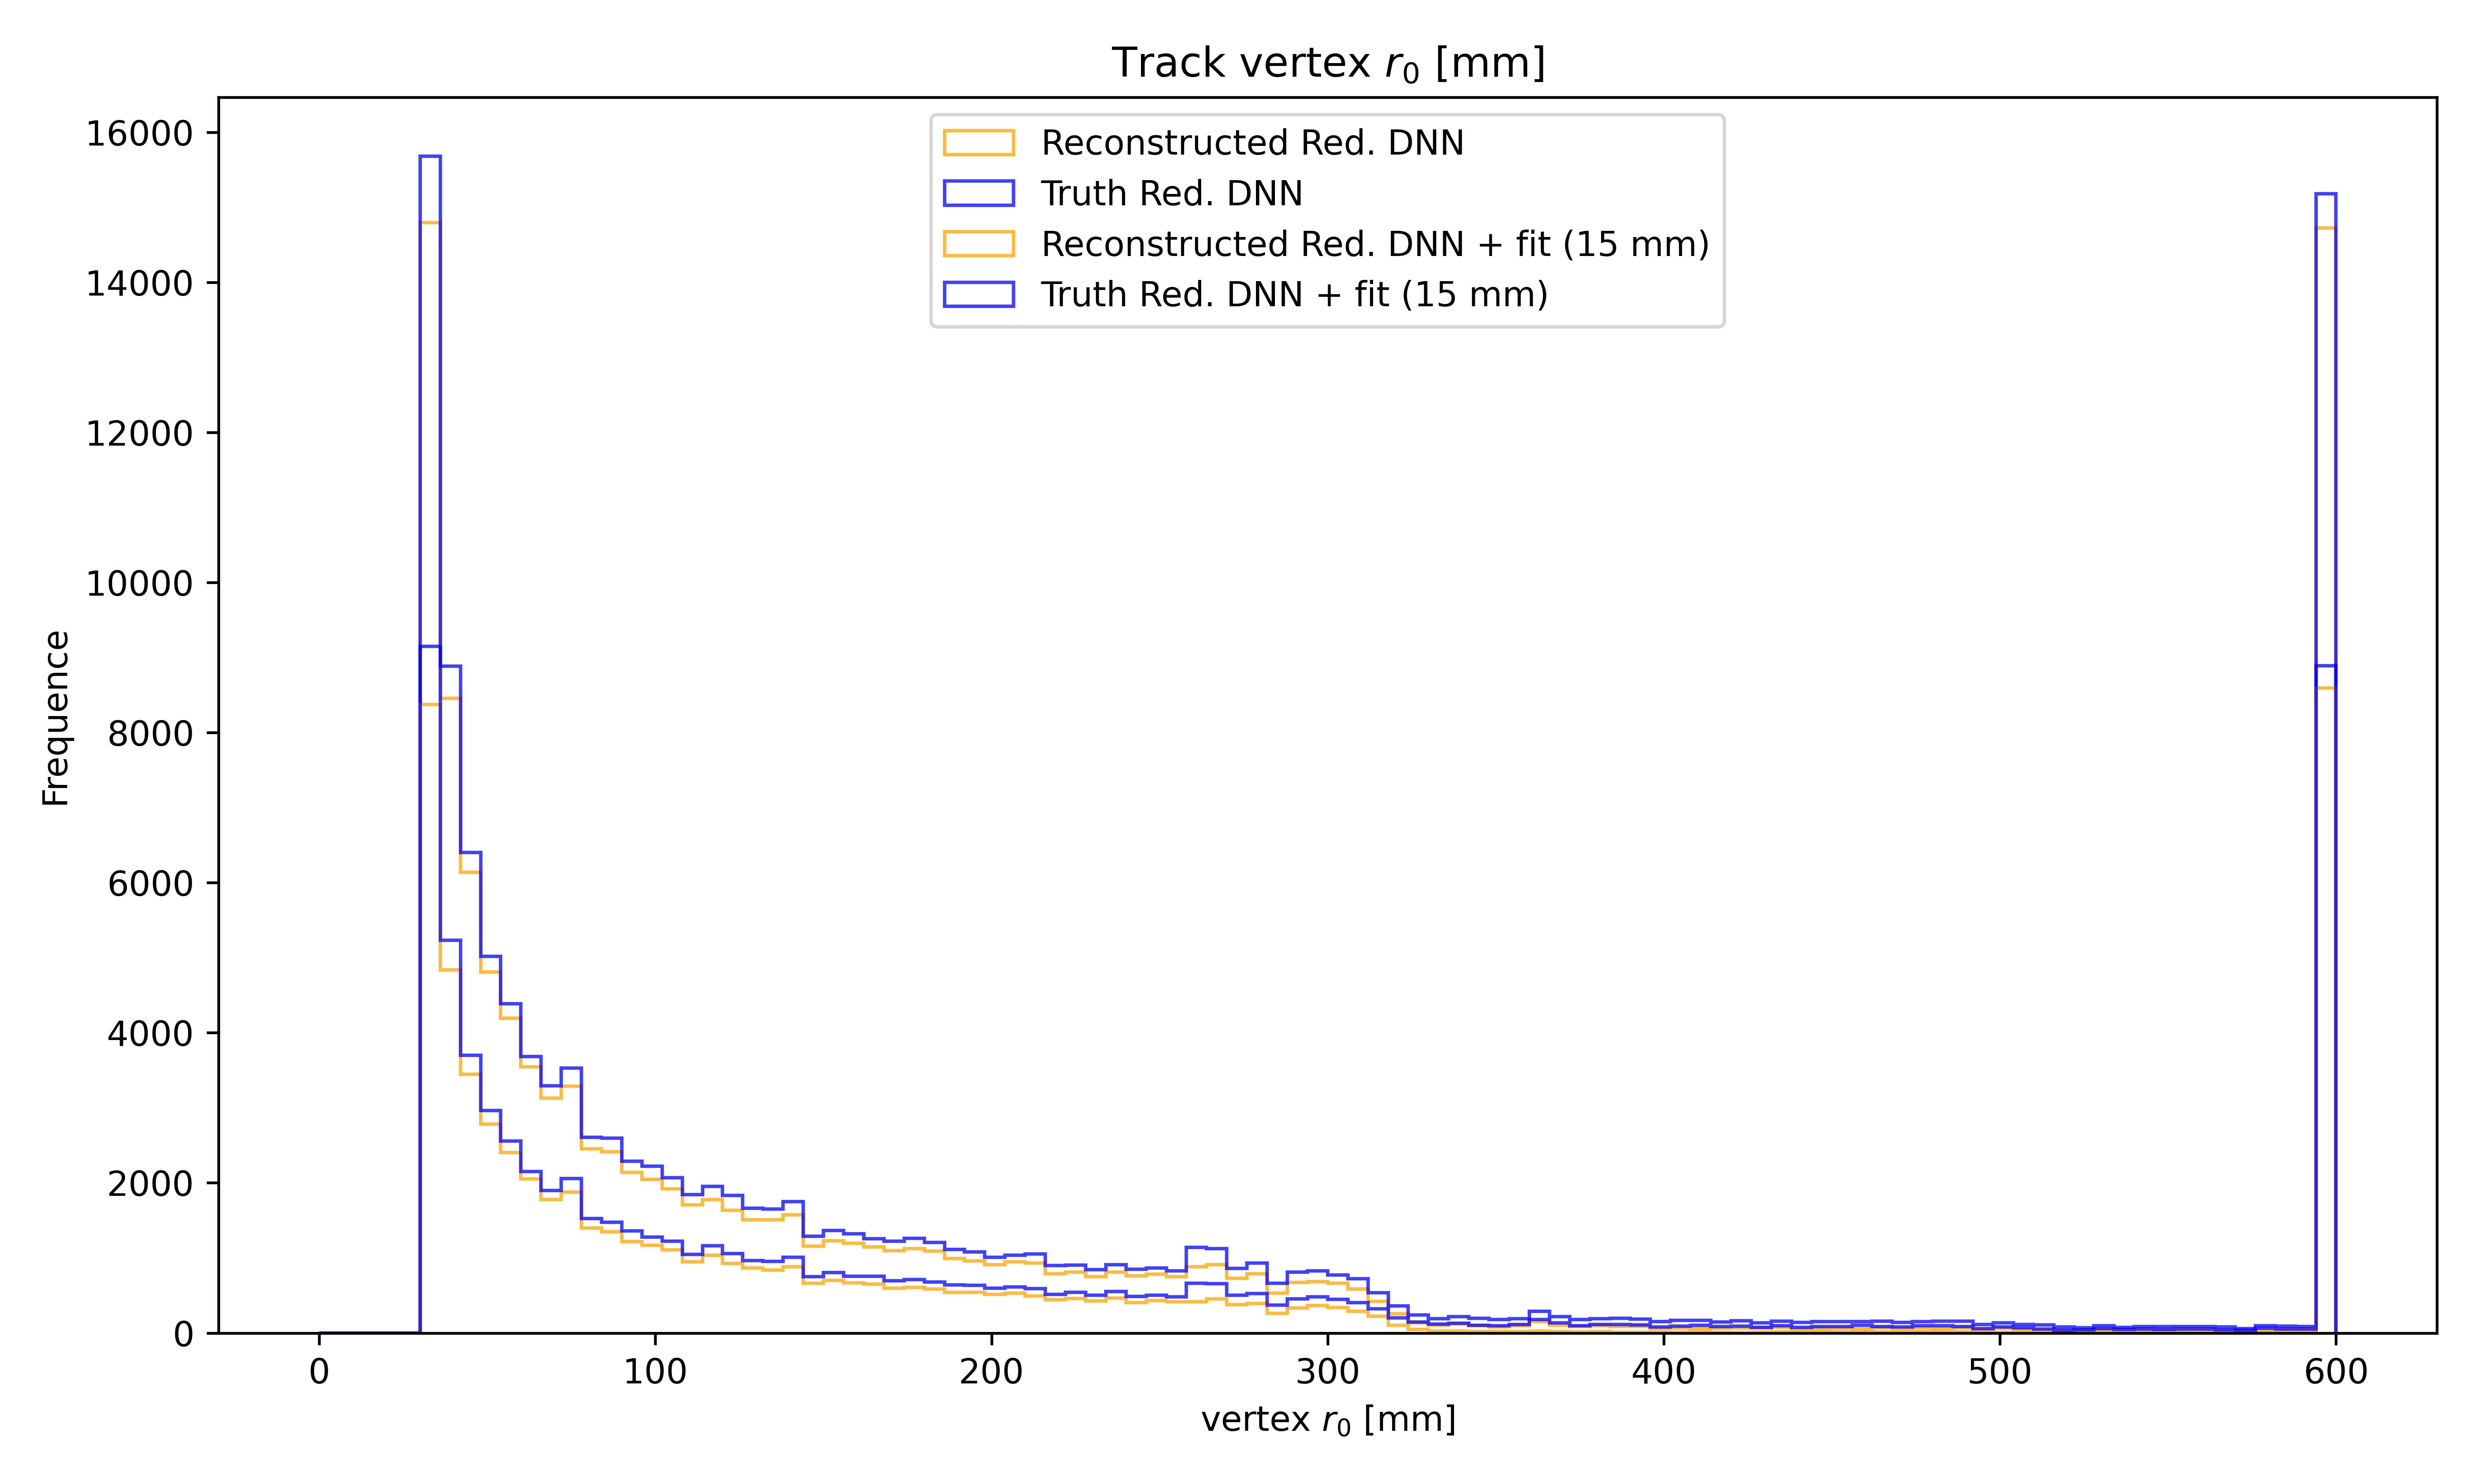 Track vertex r₀ [mm]
Reconstructed Red. DNN
Truth Red. DNN
Reconstructed Red. DNN + fit (15 mm)
Truth Red. DNN + fit (15 mm)
16000
14000
12000
10000
8000
6000
4000
2000
0
Frequence
0 100 200 300 400 500 600
vertex r₀ [mm]